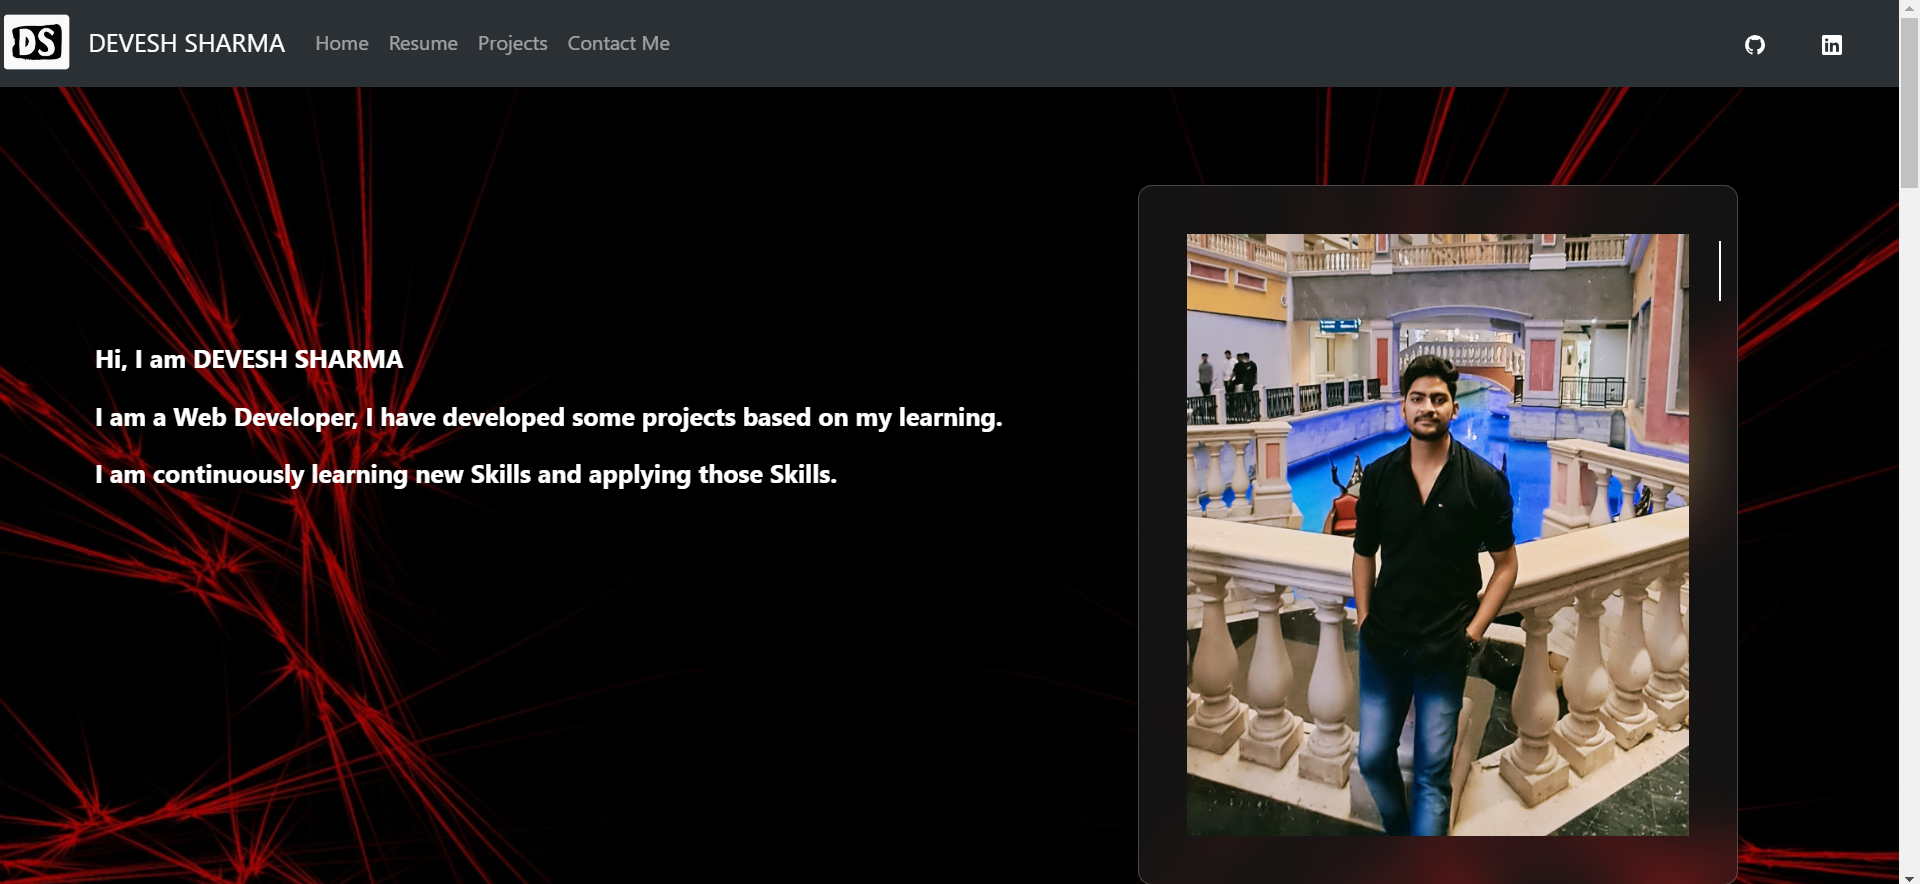 DS
DEVESH SHARMA
Home
Resume
Projects
Contact Me
in
Hi, I am DEVESH SHARMA
I am a Web Developer, I have developed some projects based on my learning.
I am continuously learning new Skills and applying those Skills.